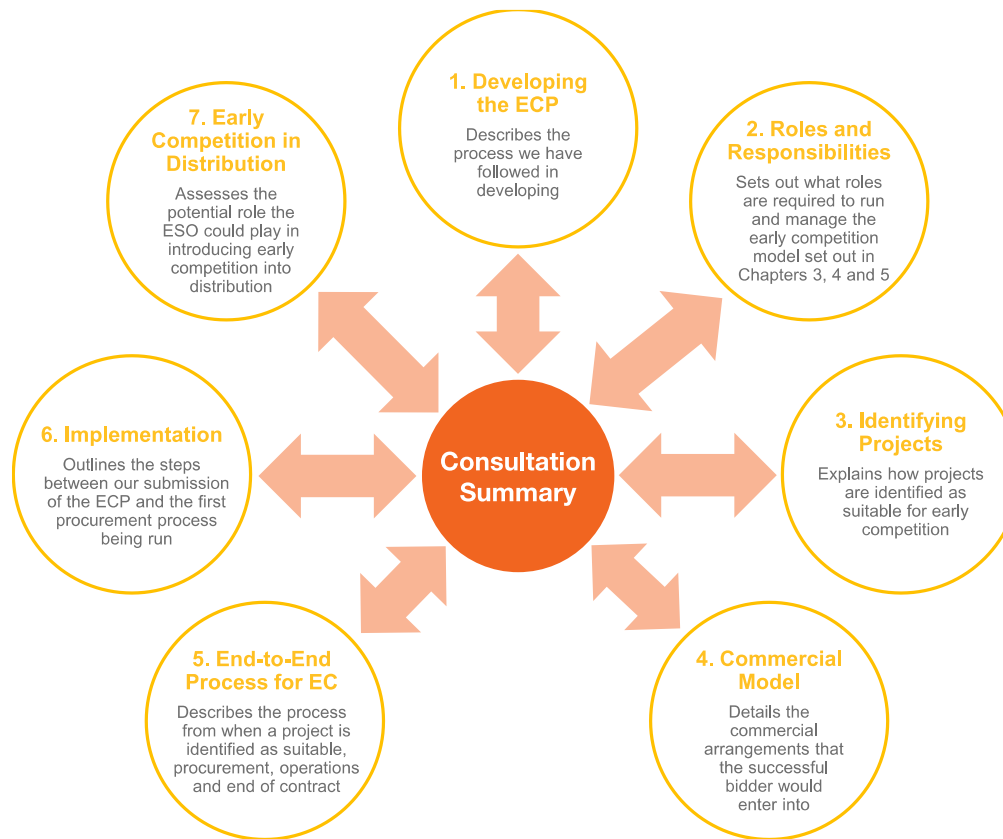 1. Developing
the ECP
Describes the
process we have
followed in
developing
2. Roles and
Responsibilities
Sets out what roles
are required to run
and manage the
early competition
model set out in
Chapters 3, 4 and 5
3. Identifying
Projects
Explains how projects
are identified as
suitable for early
competition
4. Commercial
Model
Details the
commercial
arrangements that
the successful
bidder would
enter into
5. End-to-End
Process for EC
Describes the process
from when a project is
identified as suitable,
procurement, operations
and end of contract
6. Implementation
Outlines the steps
between our submission
of the ECP and the first
procurement process
being run
7. Early
Competition in
Distribution
Assesses the
potential role the
ESO could play in
introducing early
competition into
distribution
Consultation
Summary